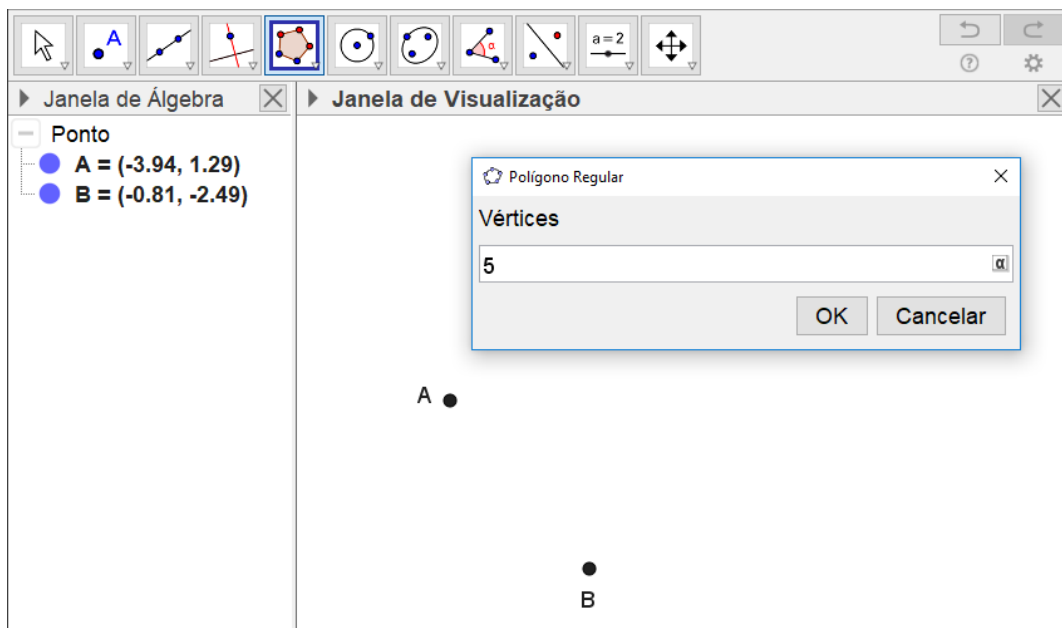 A
α
a=2
?
Janela de Álgebra
Janela de Visualização
Ponto
A = (-3.94, 1.29)
B = (-0.81, -2.49)
Polígono Regular
Vértices
5
α
OK
Cancelar
A
B